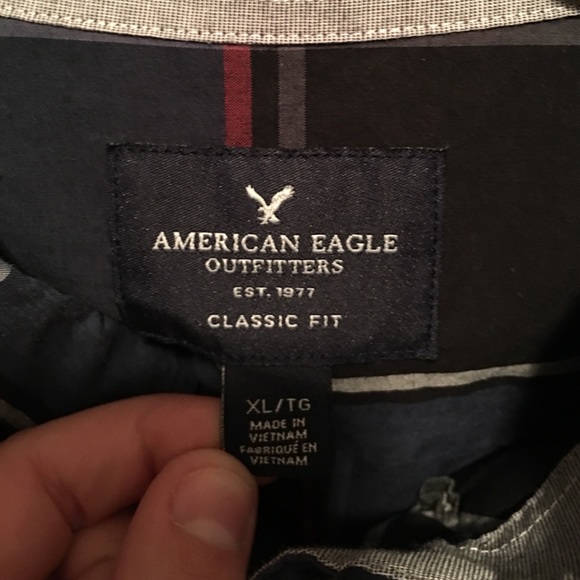 AMERICAN EAGLE
OUTFITTERS
EST. 1977
CLASSIC FIT
XL/TG
MADE IN
VIETNAM
FABRIQUÉ EN
VIETNAM